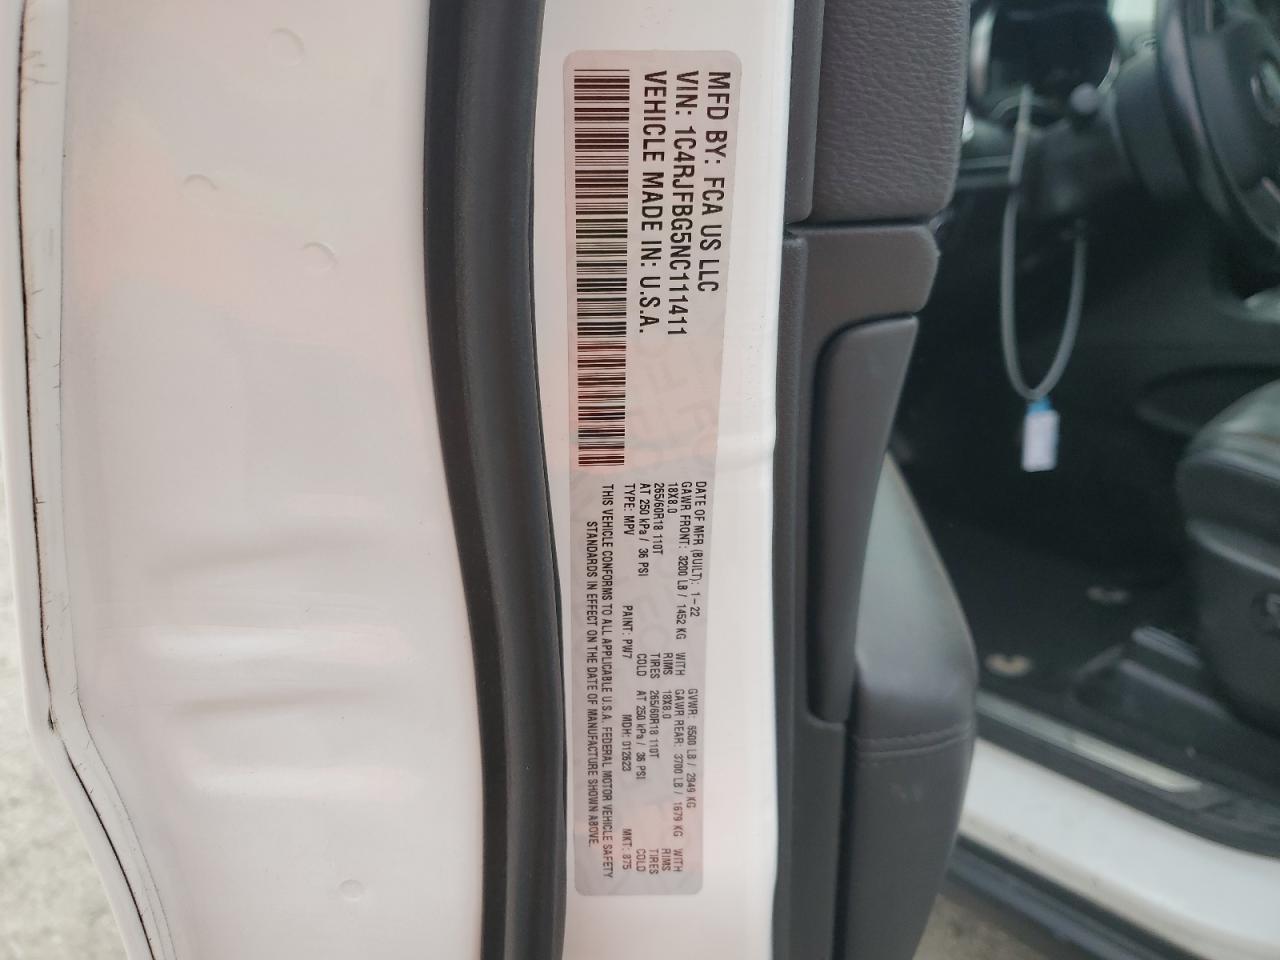 MFD BY: FCA US LLC
VIN: 1C4RJFBG5NC111411
VEHICLE MADE IN: U.S.A.
DATE OF MFR (BUILT): 1-22 GVWR: 6500 LB / 2949 KG
GAWR FRONT: 3200 LB / 1452 KG WITH GAWR REAR: 3700 LB / 1679 KG WITH
18X8.0 RIMS 18X8.0 RIMS
265/60R18 110T TIRES 265/60R18 110T TIRES
AT 250 kPa / 36 PSI COLD AT 250 kPa / 36 PSI COLD
TYPE: MPV PAINT: PW7 MDH: 012623 MKT: 875
THIS VEHICLE CONFORMS TO ALL APPLICABLE U.S.A. FEDERAL MOTOR VEHICLE SAFETY
STANDARDS IN EFFECT ON THE DATE OF MANUFACTURE SHOWN ABOVE.